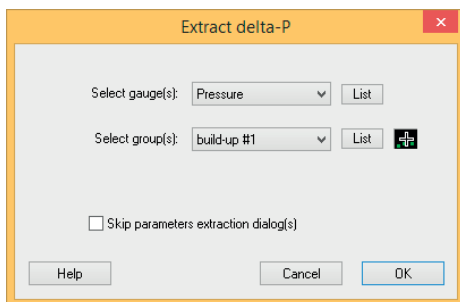 Extract delta-P
Select gauge(s): Pressure List
Select group(s): build-up #1 List
Skip parameters extraction dialog(s)
Help Cancel OK